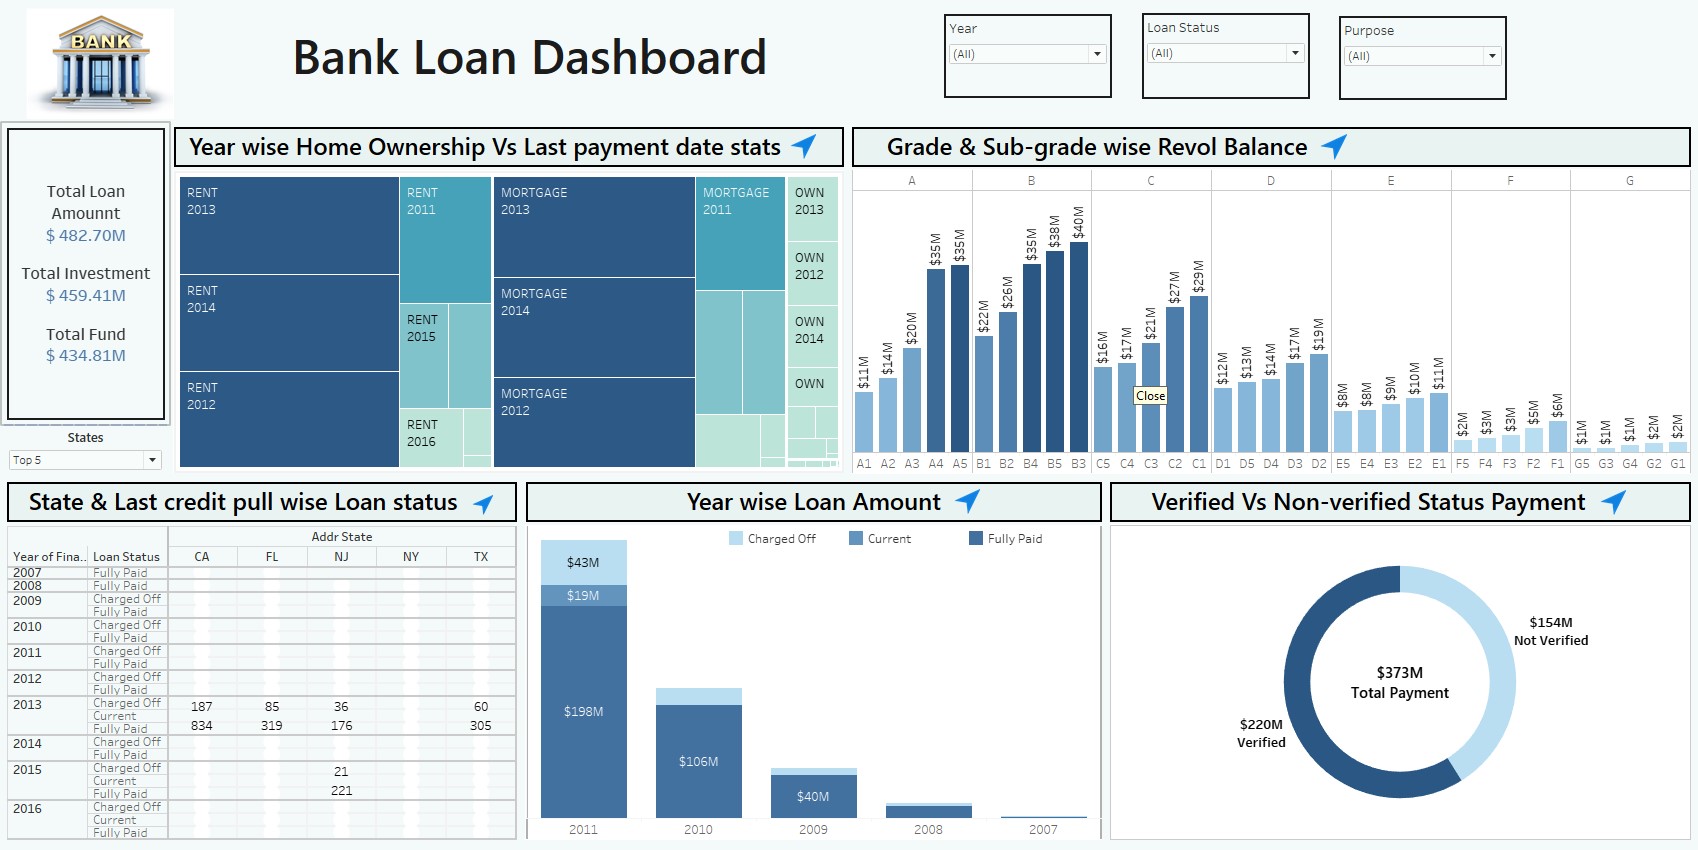 BANK
Bank Loan Dashboard
Year
(All)
Loan Status
(All)
Purpose
(All)
Total Loan
Amounnt
$ 482.70M
Total Investment
$ 459.41M
Total Fund
$ 434.81M
States
Top 5
Year wise Home Ownership Vs Last payment date stats
RENT
2013
RENT
2014
RENT
2012
RENT
2011
RENT
2015
RENT
2016
MORTGAGE
2013
MORTGAGE
2014
MORTGAGE
2012
MORTGAGE
2011
OWN
2013
OWN
2012
OWN
2014
OWN
Grade & Sub-grade wise Revol Balance
A B C D E F G
$11M $14M $20M $35M $35M $22M $26M $35M $38M $40M $16M $17M $21M $27M $29M $12M $13M $14M $17M $19M $8M $8M $9M $10M $11M $2M $3M $3M $5M $6M $1M $1M $1M $2M $2M
Close
A1 A2 A3 A4 A5 B1 B2 B4 B5 B3 C5 C4 C3 C2 C1 D1 D5 D4 D3 D2 E5 E4 E3 E2 E1 F5 F4 F3 F2 F1 G5 G3 G4 G2 G1
State & Last credit pull wise Loan status
Addr State
Year of Fina.. Loan Status CA FL NJ NY TX
2007 Fully Paid
2008 Fully Paid
2009 Charged Off
Fully Paid
2010 Charged Off
Fully Paid
2011 Charged Off
Fully Paid
2012 Charged Off
Fully Paid
2013 Charged Off 187 85 36 60
Current
Fully Paid 834 319 176 305
2014 Charged Off
Fully Paid
2015 Charged Off 21
Current
Fully Paid 221
2016 Charged Off
Current
Fully Paid
Year wise Loan Amount
Charged Off Current Fully Paid
$43M
$19M
$198M
$106M
$40M
2011 2010 2009 2008 2007
Verified Vs Non-verified Status Payment
$154M
Not Verified
$373M
Total Payment
$220M
Verified